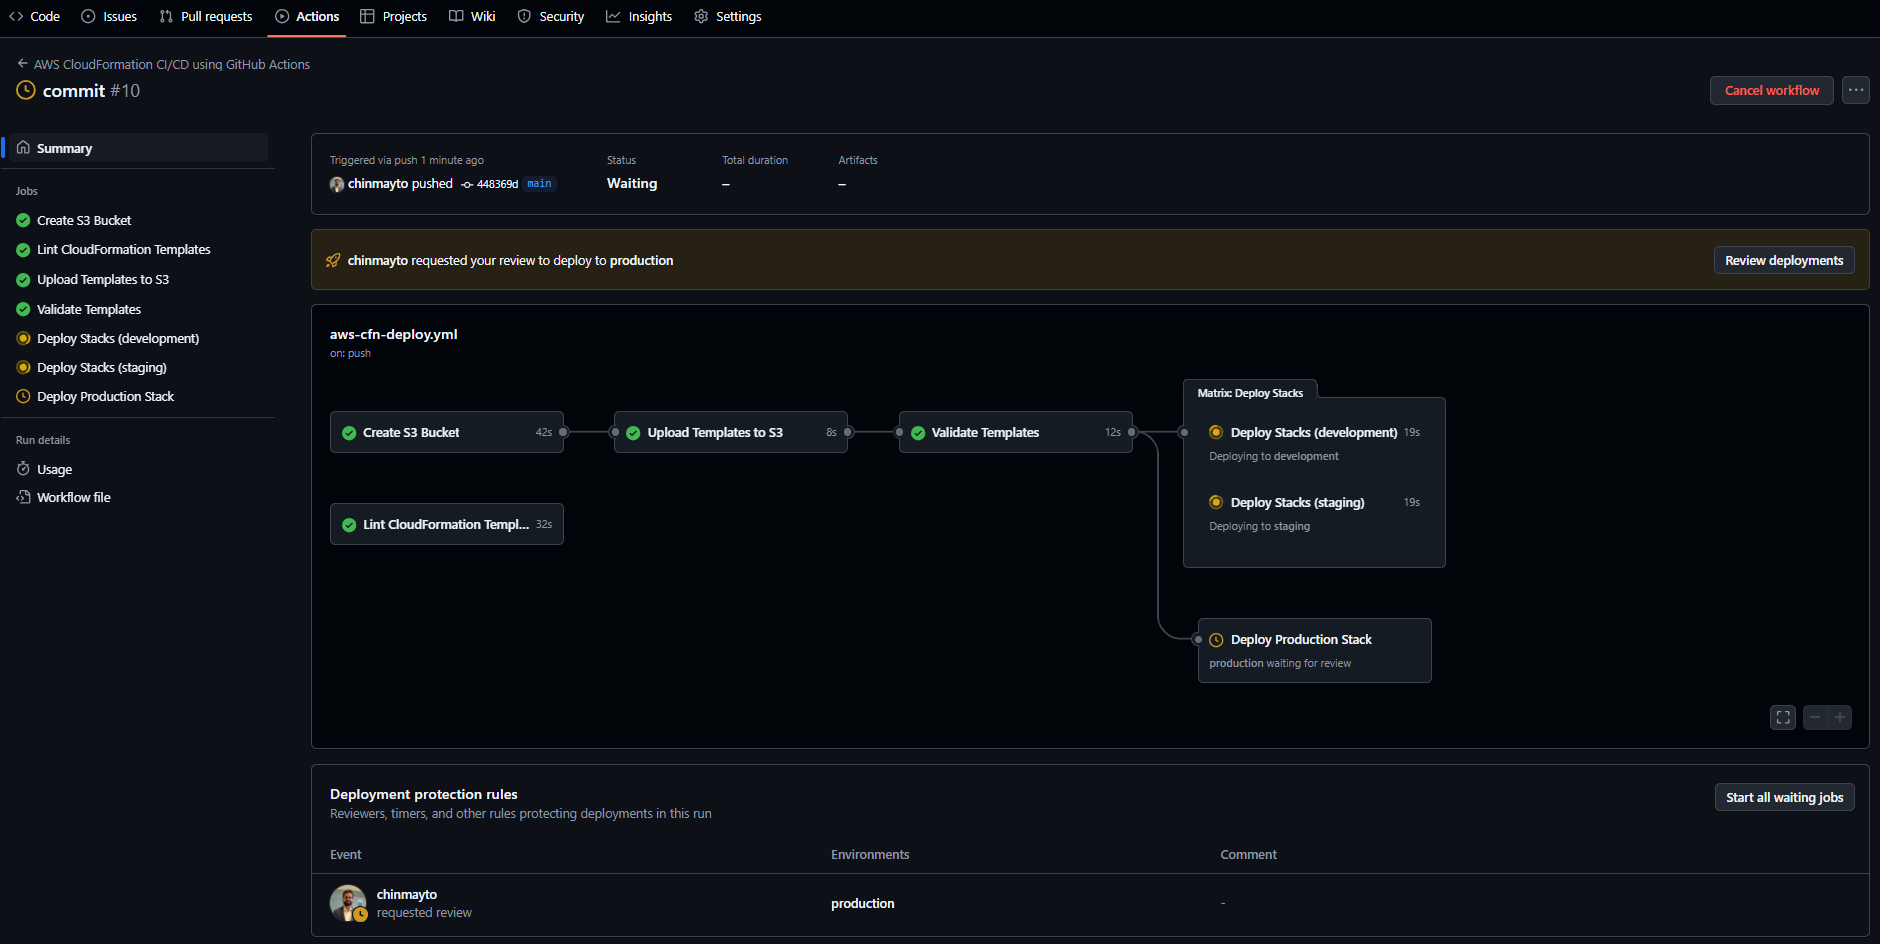 Code
Issues
Pull requests
Actions
Projects
Wiki
Security
Insights
Settings
AWS CloudFormation CI/CD using GitHub Actions
commit #10
Cancel workflow
Summary
Jobs
Create S3 Bucket
Lint CloudFormation Templates
Upload Templates to S3
Validate Templates
Deploy Stacks (development)
Deploy Stacks (staging)
Deploy Production Stack
Run details
Usage
Workflow file
Triggered via push 1 minute ago
chinmayto pushed 448369d main
Status
Waiting
Total duration
–
Artifacts
–
chinmayto requested your review to deploy to production
Review deployments
aws-cfn-deploy.yml
on: push
Create S3 Bucket 42s
Upload Templates to S3 8s
Validate Templates 12s
Matrix: Deploy Stacks
Deploy Stacks (development) 19s
Deploying to development
Deploy Stacks (staging) 19s
Deploying to staging
Lint CloudFormation Templ... 32s
Deploy Production Stack
production waiting for review
Deployment protection rules
Reviewers, timers, and other rules protecting deployments in this run
Start all waiting jobs
Event Environments Comment
chinmayto
requested review
production
-